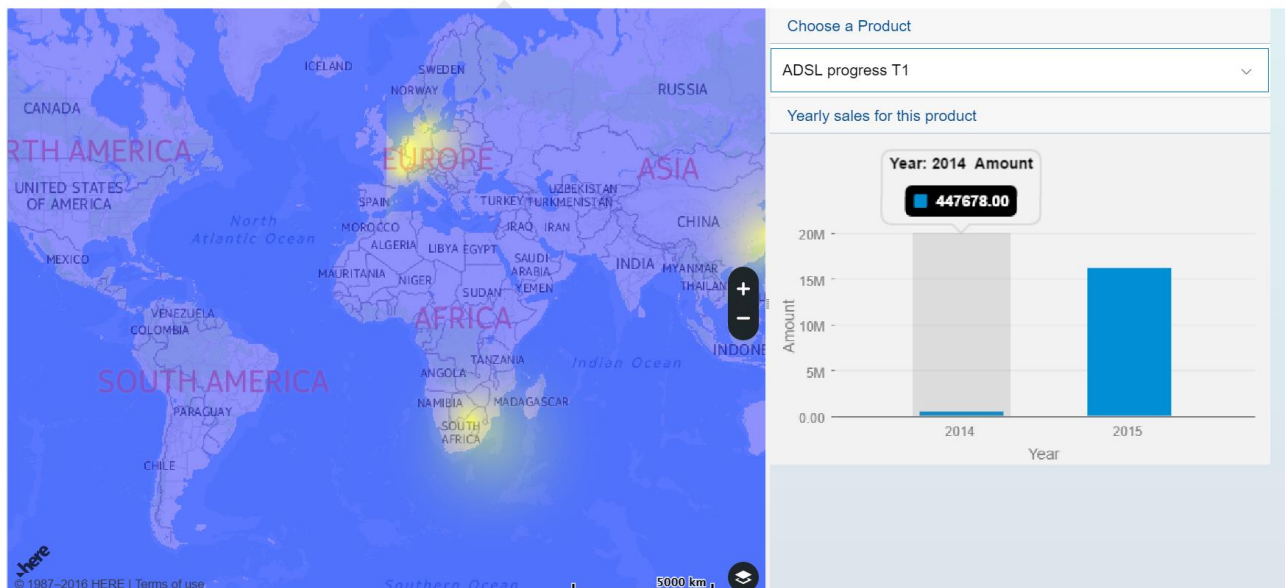 ICELAND
SWEDEN
NORWAY
RUSSIA
CANADA
RTH AMERICA
EUROPE
ASIA
UNITED STATES
OF AMERICA
SPAIN
TURKEY
UZBEKISTAN
TURKMENISTAN
North
Atlantic Ocean
MOROCCO
IRAQ
IRAN
CHINA
ALGERIA
LIBYA
EGYPT
MEXICO
MAURITANIA
NIGER
SAUDI
ARABIA
INDIA
MYANMAR
THAILAN
SUDAN
YEMEN
VENEZUELA
COLOMBIA
AFRICA
INDONE
Indian Ocean
TANZANIA
ANGOLA
SOUTH AMERICA
NAMIBIA
MADAGASCAR
PARAGUAY
SOUTH
AFRICA
CHILE
here
© 1987–2016 HERE | Terms of use
Southern Ocean
5000 km
+
−
Choose a Product
ADSL progress T1
Yearly sales for this product
Year: 2014 Amount
447678.00
20M
15M
10M
5M
0.00
Amount
2014
2015
Year